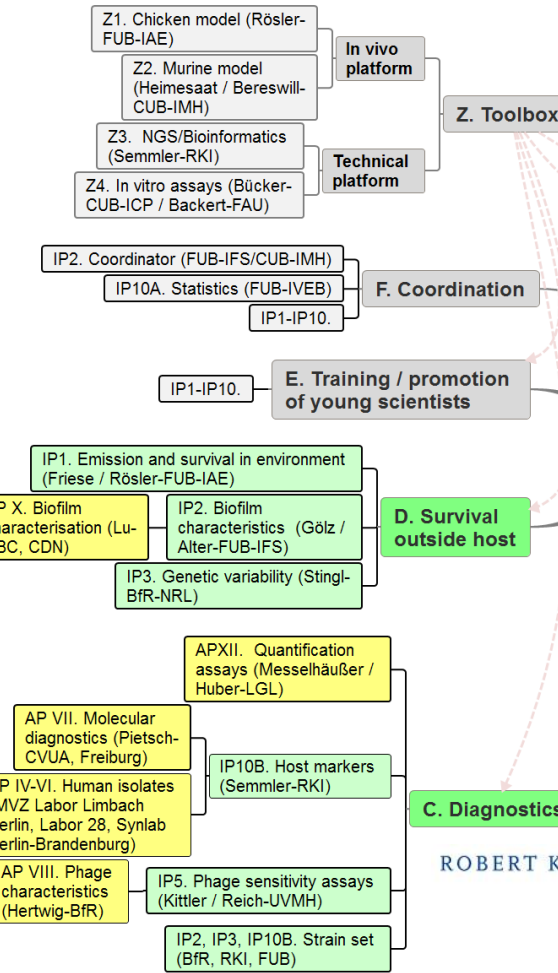 Z1. Chicken model (Rösler-
FUB-IAE)
Z2. Murine model
(Heimesaat / Bereswill-
CUB-IMH)
In vivo
platform
Z. Toolbox
Z3. NGS/Bioinformatics
(Semmler-RKI)
Z4. In vitro assays (Bücker-
CUB-ICP / Backert-FAU)
Technical
platform
IP2. Coordinator (FUB-IFS/CUB-IMH)
IP10A. Statistics (FUB-IVEB)
IP1-IP10.
F. Coordination
IP1-IP10.
E. Training / promotion
of young scientists
IP1. Emission and survival in environment
(Friese / Rösler-FUB-IAE)
P X. Biofilm
aracterisation (Lu-
BC, CDN)
IP2. Biofilm
characteristics (Gölz /
Alter-FUB-IFS)
IP3. Genetic variability (Stingl-
BfR-NRL)
D. Survival
outside host
APXII. Quantification
assays (Messelhäußer /
Huber-LGL)
AP VII. Molecular
diagnostics (Pietsch-
CVUA, Freiburg)
P IV-VI. Human isolates
MVZ Labor Limbach
erlin, Labor 28, Synlab
erlin-Brandenburg)
IP10B. Host markers
(Semmler-RKI)
C. Diagnostics
ROBERT K
AP VIII. Phage
characteristics
(Hertwig-BfR)
IP5. Phage sensitivity assays
(Kittler / Reich-UVMH)
IP2, IP3, IP10B. Strain set
(BfR, RKI, FUB)